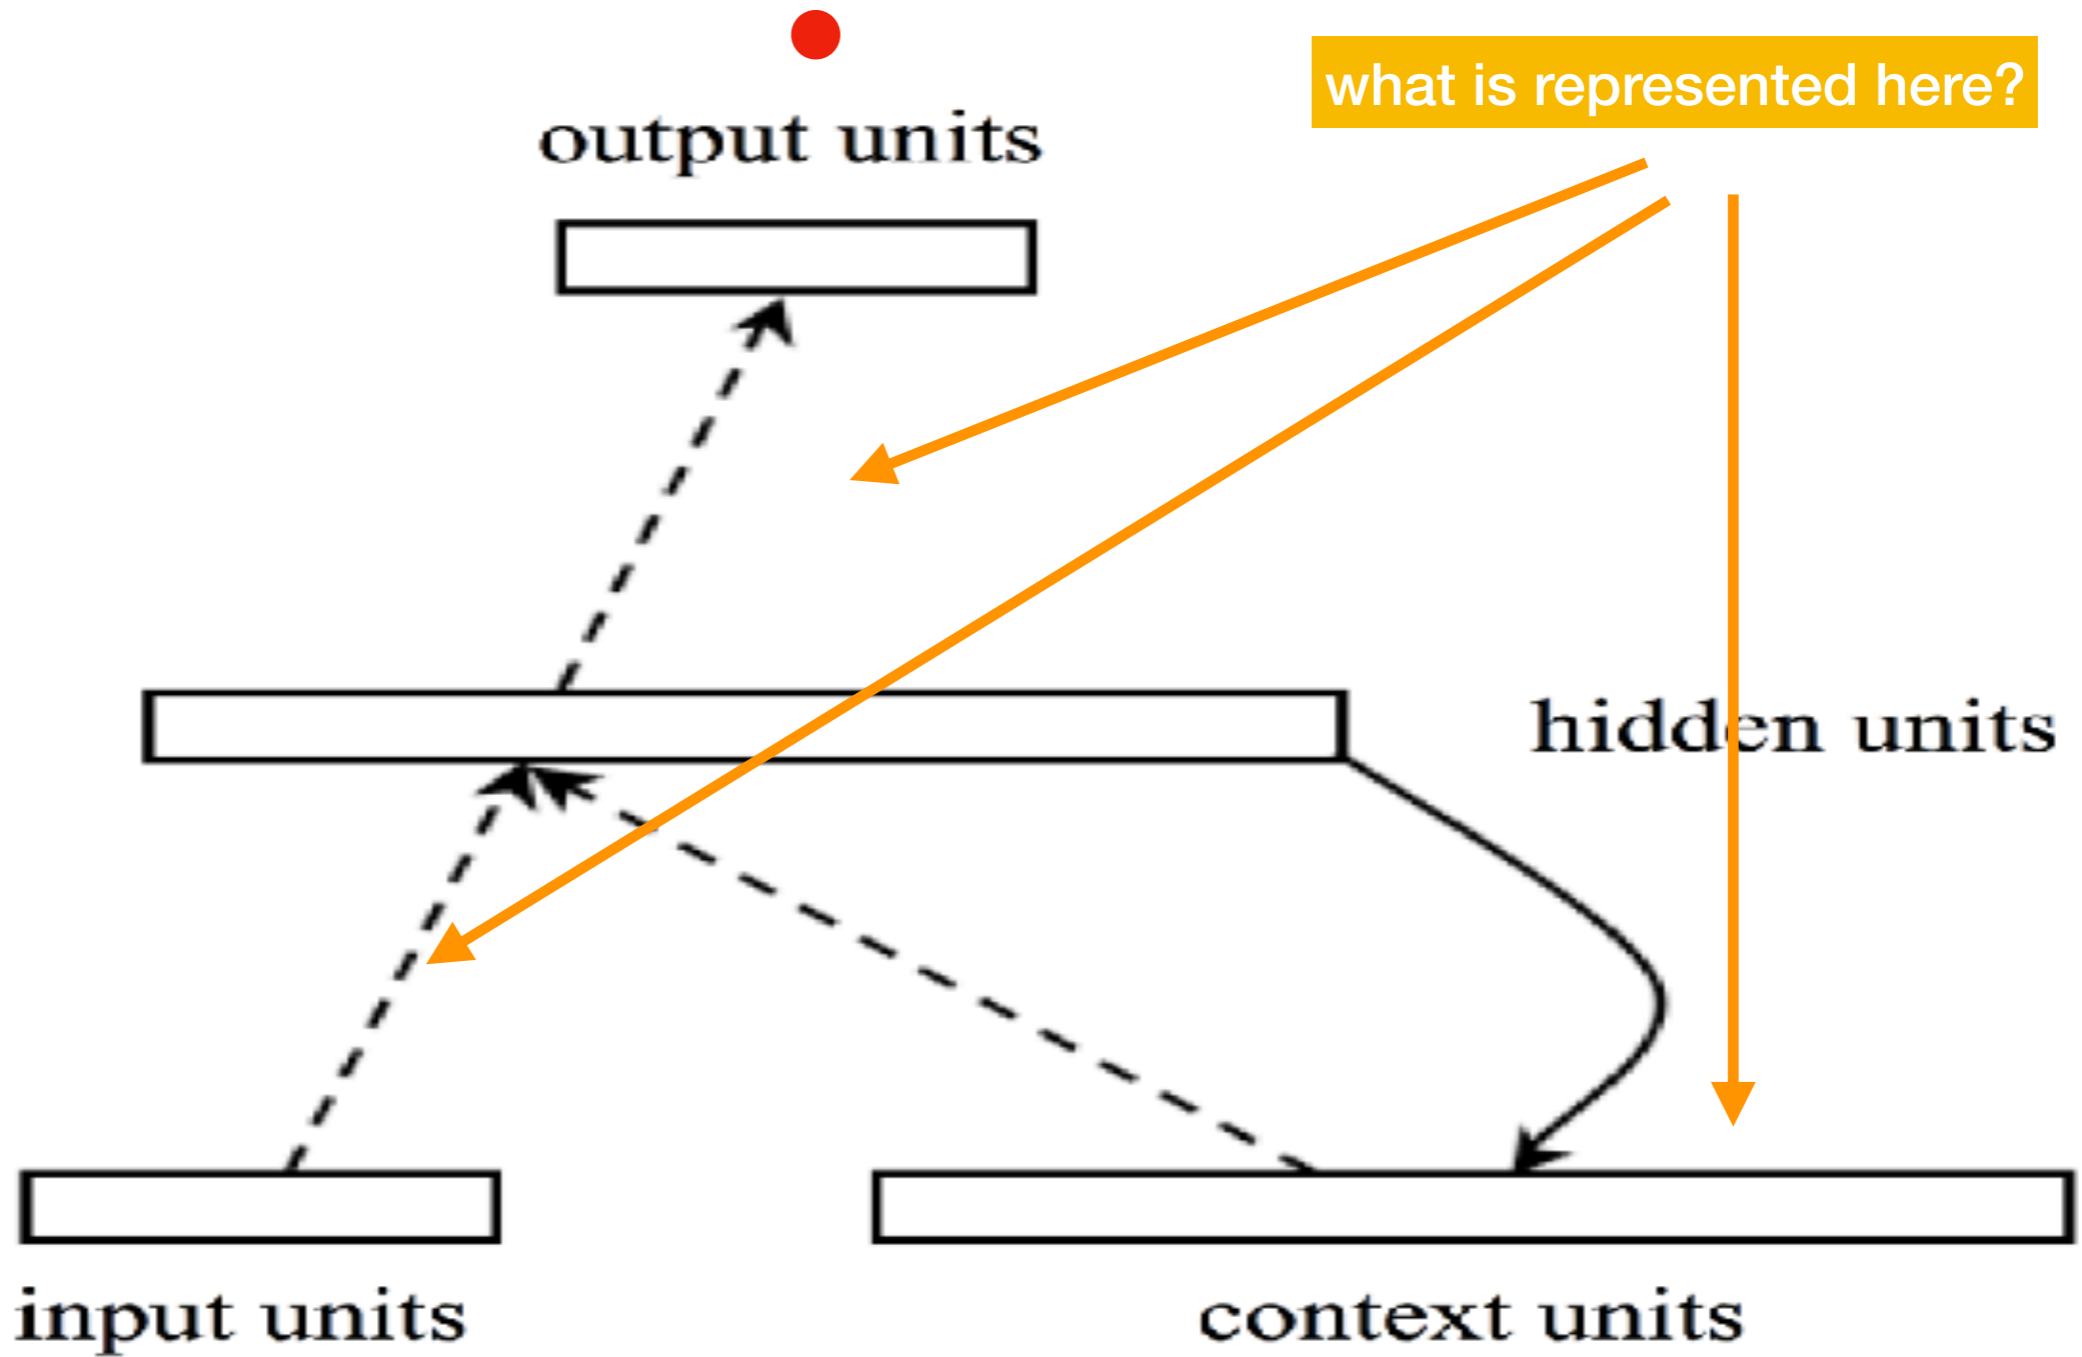 what is represented here?
output units
hidden units
input units
context units